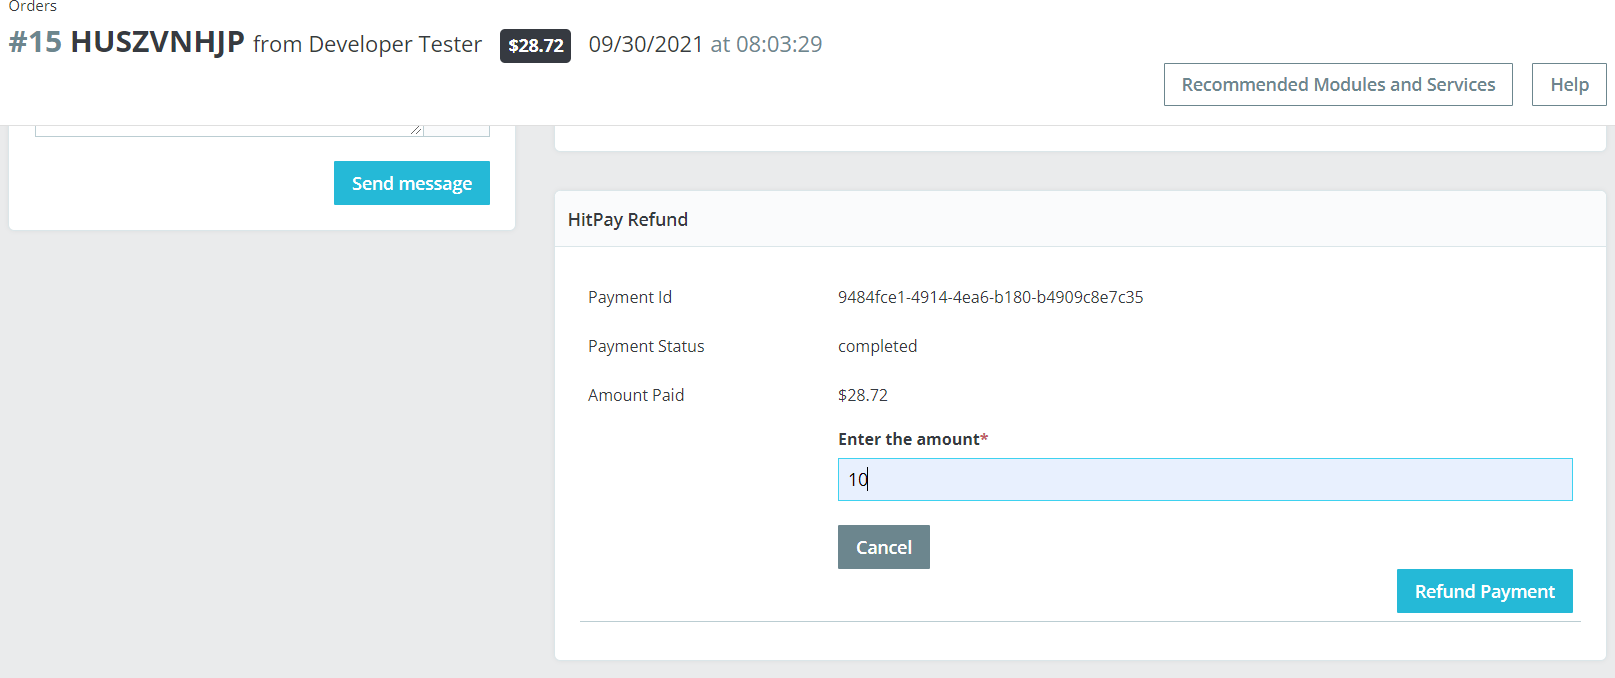 Orders
#15 HUSZVNHJP from Developer Tester $28.72 09/30/2021 at 08:03:29
Recommended Modules and Services Help
Send message
HitPay Refund
Payment Id 9484fce1-4914-4ea6-b180-b4909c8e7c35
Payment Status completed
Amount Paid $28.72
Enter the amount*
10
Cancel
Refund Payment